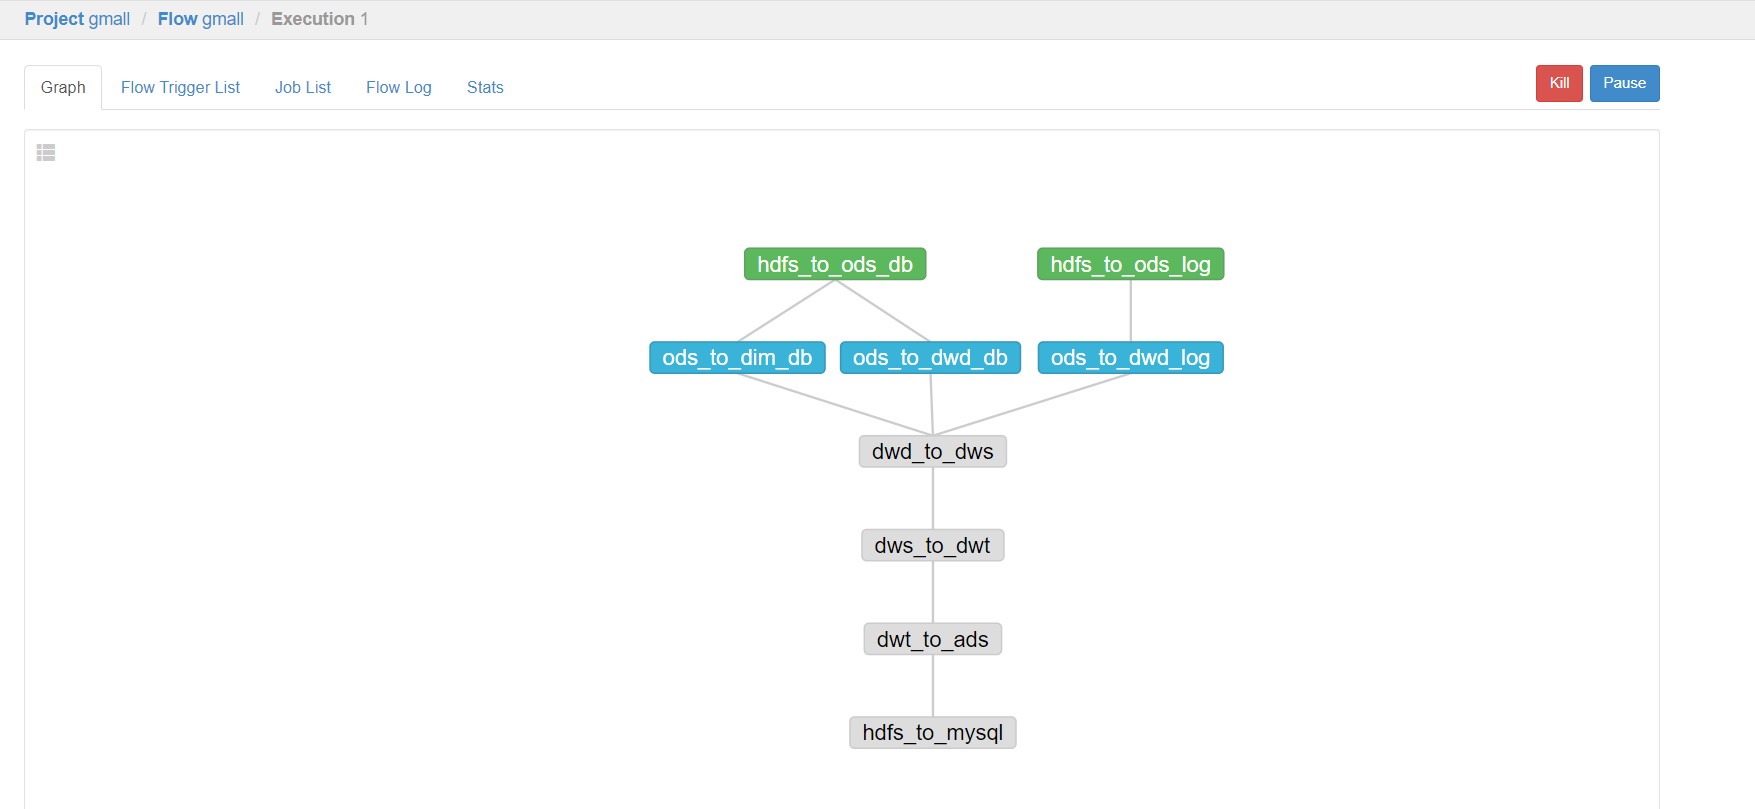 Project gmall / Flow gmall / Execution 1
Graph Flow Trigger List Job List Flow Log Stats Kill Pause
hdfs_to_ods_db hdfs_to_ods_log
ods_to_dim_db ods_to_dwd_db ods_to_dwd_log
dwd_to_dws
dws_to_dwt
dwt_to_ads
hdfs_to_mysql